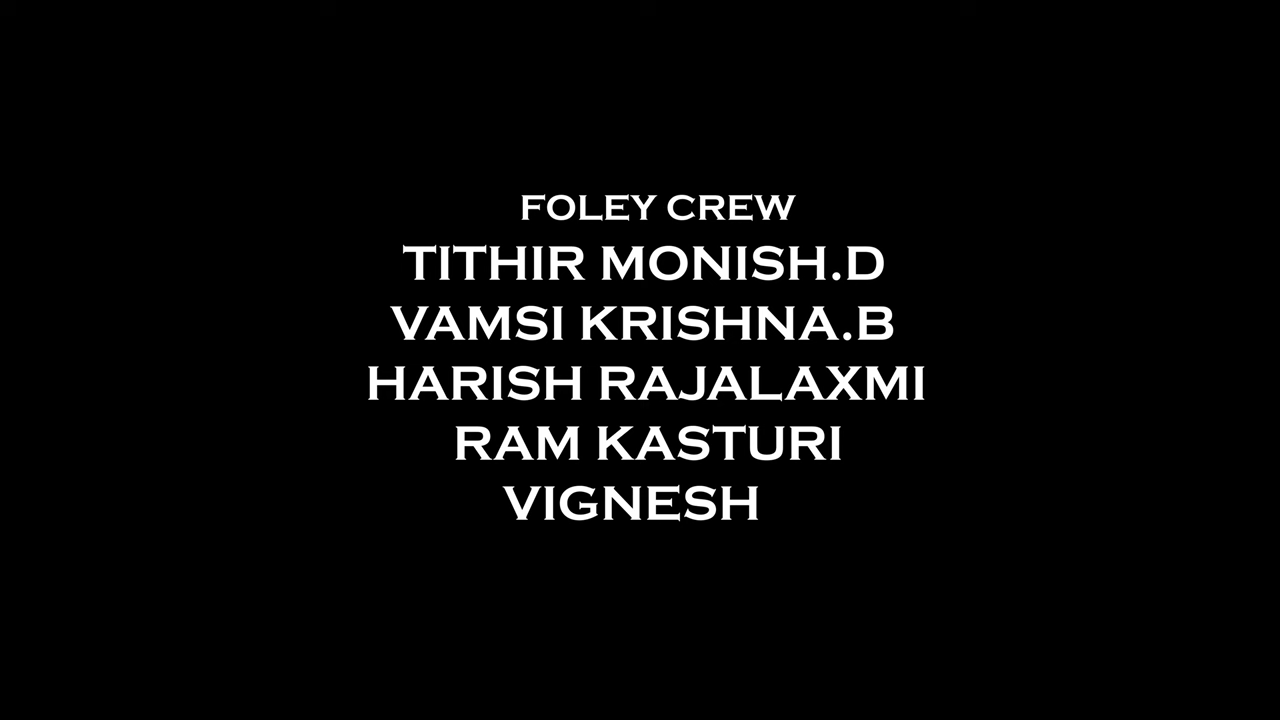 FOLEY CREW
TITHIR MONISH.D
VAMSI KRISHNA.B
HARISH RAJALAXMI
RAM KASTURI
VIGNESH